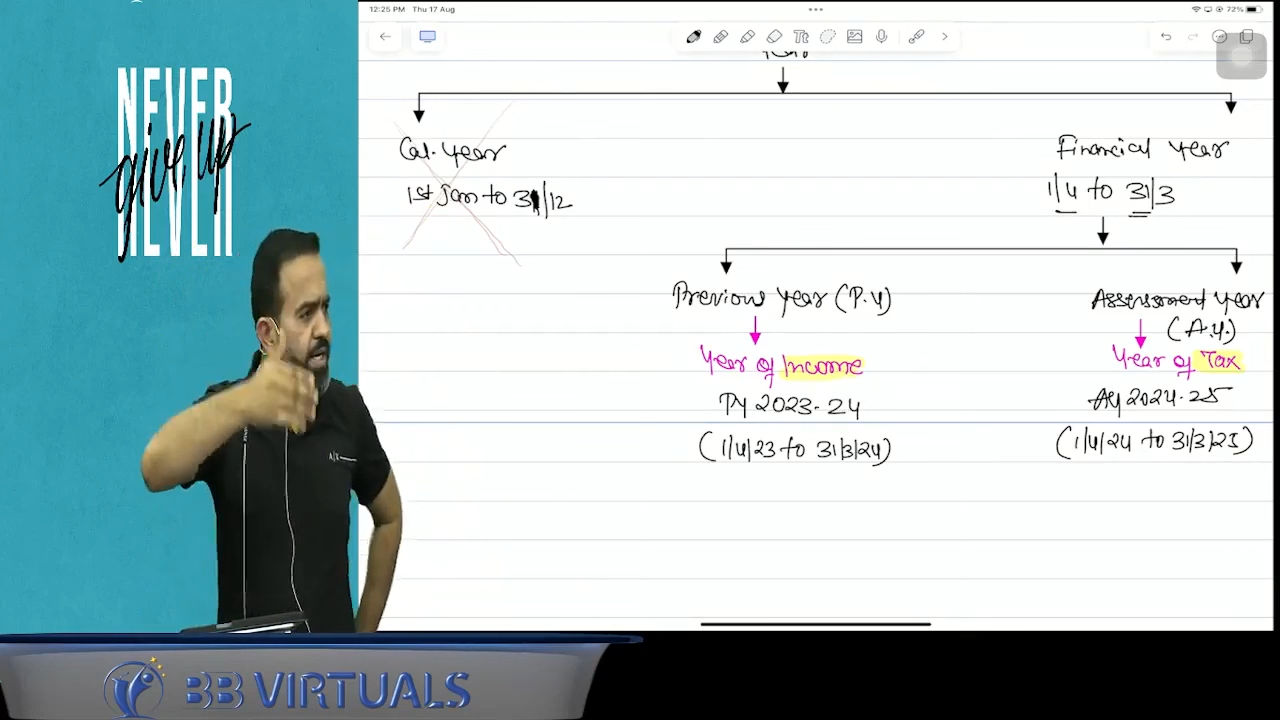 12:25 PM Thu 17 Aug
72%
NEVER
give up
NEVER
Cal. Year
1st Jan to 31/12
Financial Year
1/4 to 31/3
Previous Year (P.Y)
Year of Income
PY 2023-24
(1/4/23 to 31/3/24)
Assessment Year
(A.Y.)
Year of Tax
AY 2024-25
(1/4/24 to 31/3/25)
A|X
BB VIRTUALS